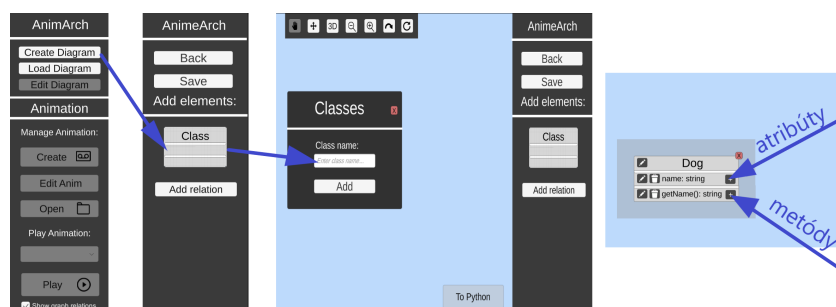 AnimArch
Create Diagram
Load Diagram
Edit Diagram
Animation
Manage Animation:
Create
Edit Anim
Open
Play Animation:
Play
Show graph relations
AnimeArch
Back
Save
Add elements:
Class
Add relation
3D
Classes
X
Class name:
Enter class name...
Add
To Python
AnimeArch
Back
Save
Add elements:
Class
Add relation
X
Dog
name: string
+
getName(): string
+
atribúty
metódy